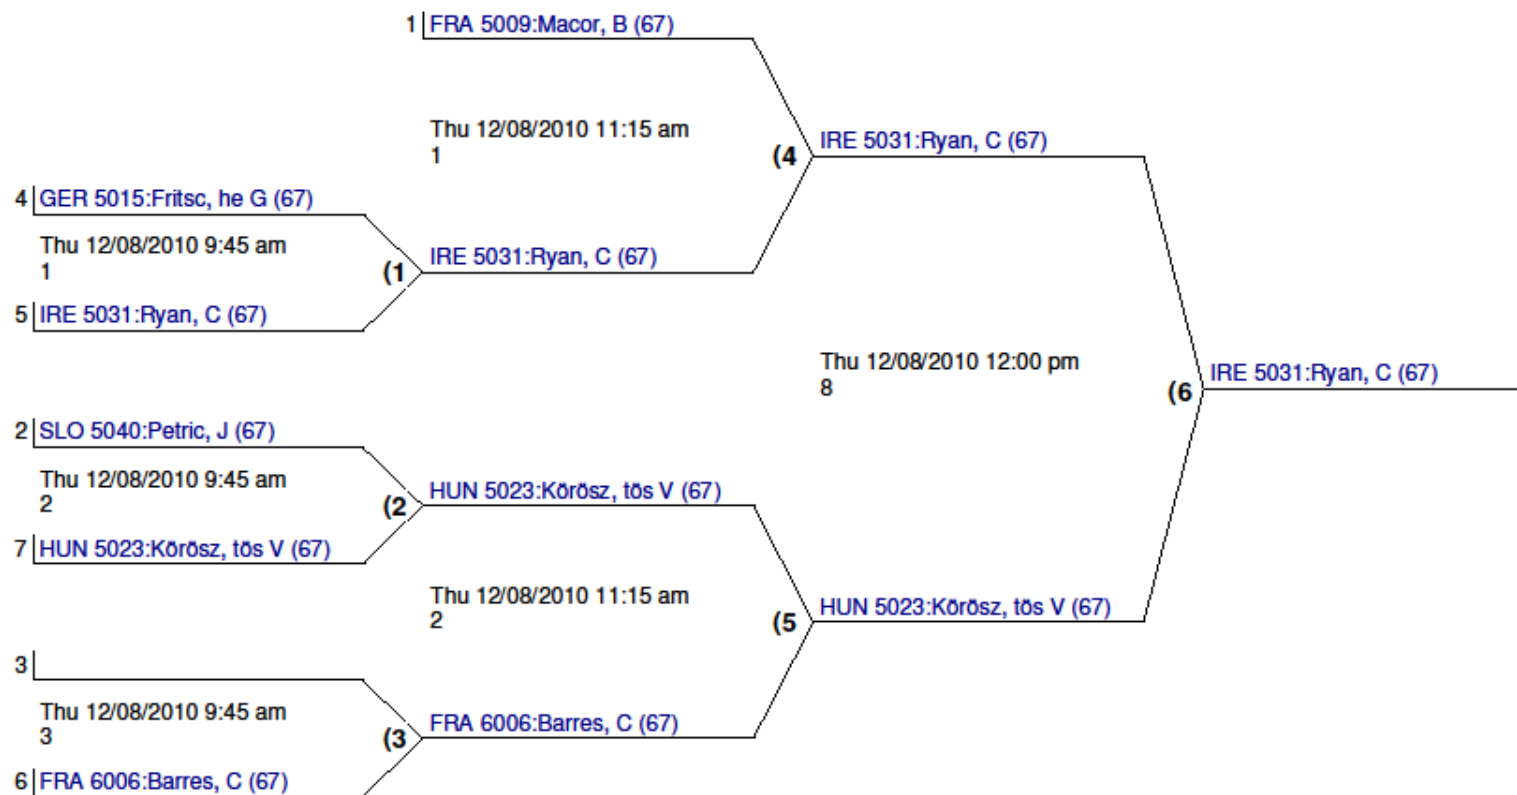 1 FRA 5009:Macor, B (67)
Thu 12/08/2010 11:15 am
1
(4
IRE 5031:Ryan, C (67)
4 GER 5015:Fritsc, he G (67)
Thu 12/08/2010 9:45 am
1
(1
IRE 5031:Ryan, C (67)
5 IRE 5031:Ryan, C (67)
Thu 12/08/2010 12:00 pm
8
(6
IRE 5031:Ryan, C (67)
2 SLO 5040:Petric, J (67)
Thu 12/08/2010 9:45 am
2
(2
HUN 5023:Körösz, tös V (67)
7 HUN 5023:Körösz, tös V (67)
Thu 12/08/2010 11:15 am
2
(5
HUN 5023:Körösz, tös V (67)
3
Thu 12/08/2010 9:45 am
3
(3
FRA 6006:Barres, C (67)
6 FRA 6006:Barres, C (67)